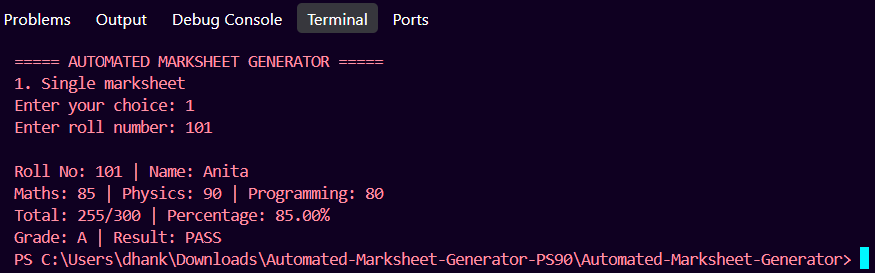 Problems Output Debug Console Terminal Ports
===== AUTOMATED MARKSHEET GENERATOR =====
1. Single marksheet
Enter your choice: 1
Enter roll number: 101
Roll No: 101 | Name: Anita
Maths: 85 | Physics: 90 | Programming: 80
Total: 255/300 | Percentage: 85.00%
Grade: A | Result: PASS
PS C:\Users\dhank\Downloads\Automated-Marksheet-Generator-PS90\Automated-Marksheet-Generator>